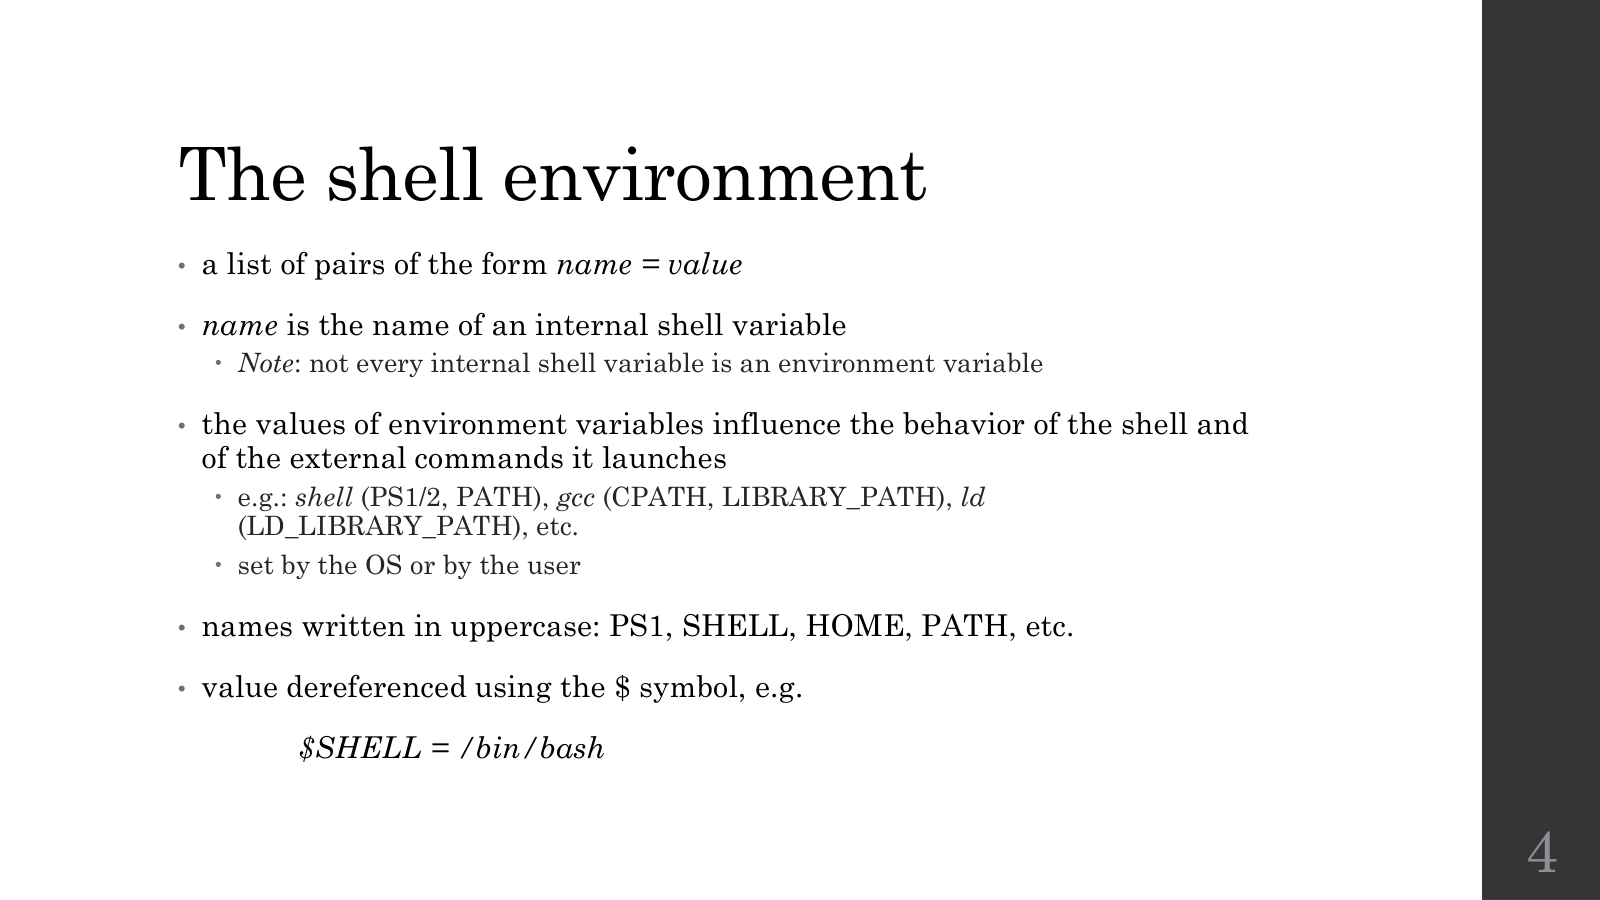 The shell environment
• a list of pairs of the form name = value
• name is the name of an internal shell variable
• Note: not every internal shell variable is an environment variable
• the values of environment variables influence the behavior of the shell and
of the external commands it launches
• e.g.: shell (PS1/2, PATH), gcc (CPATH, LIBRARY_PATH), ld
(LD_LIBRARY_PATH), etc.
• set by the OS or by the user
• names written in uppercase: PS1, SHELL, HOME, PATH, etc.
• value dereferenced using the $ symbol, e.g.
$SHELL = /bin/bash
4